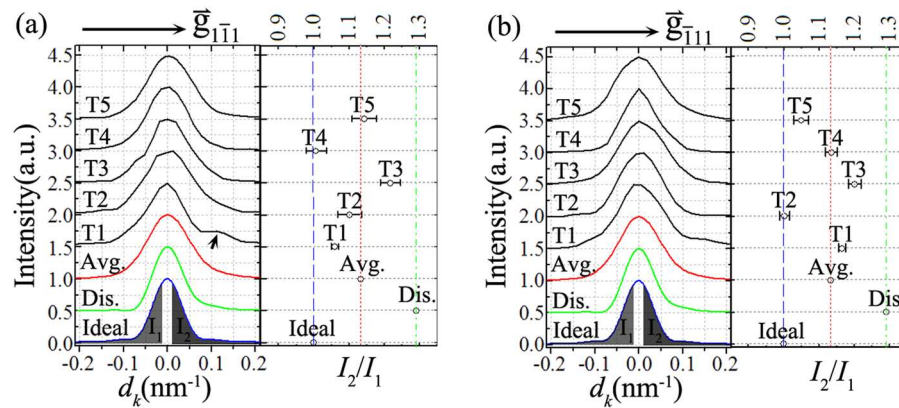 (a)
g⃗ 1 1̅ 1
0.9 1.0 1.1 1.2 1.3
Intensity(a.u.)
4.5
4.0
3.5
3.0
2.5
2.0
1.5
1.0
0.5
0.0
T5
T4
T3
T2
T1
Avg.
Dis.
Ideal
I₁ I₂
T5
T4
T3
T2
T1
Avg.
Dis.
Ideal
-0.2 -0.1 0.0 0.1 0.2
dₖ(nm⁻¹)
I₂/I₁
(b)
g⃗ 1̅ 1 1
0.9 1.0 1.1 1.2 1.3
Intensity(a.u.)
4.5
4.0
3.5
3.0
2.5
2.0
1.5
1.0
0.5
0.0
T5
T4
T3
T2
T1
Avg.
Dis.
Ideal
I₁ I₂
T5
T4
T3
T2
T1
Avg.
Dis
Ideal
-0.2 -0.1 0.0 0.1 0.2
dₖ(nm⁻¹)
I₂/I₁